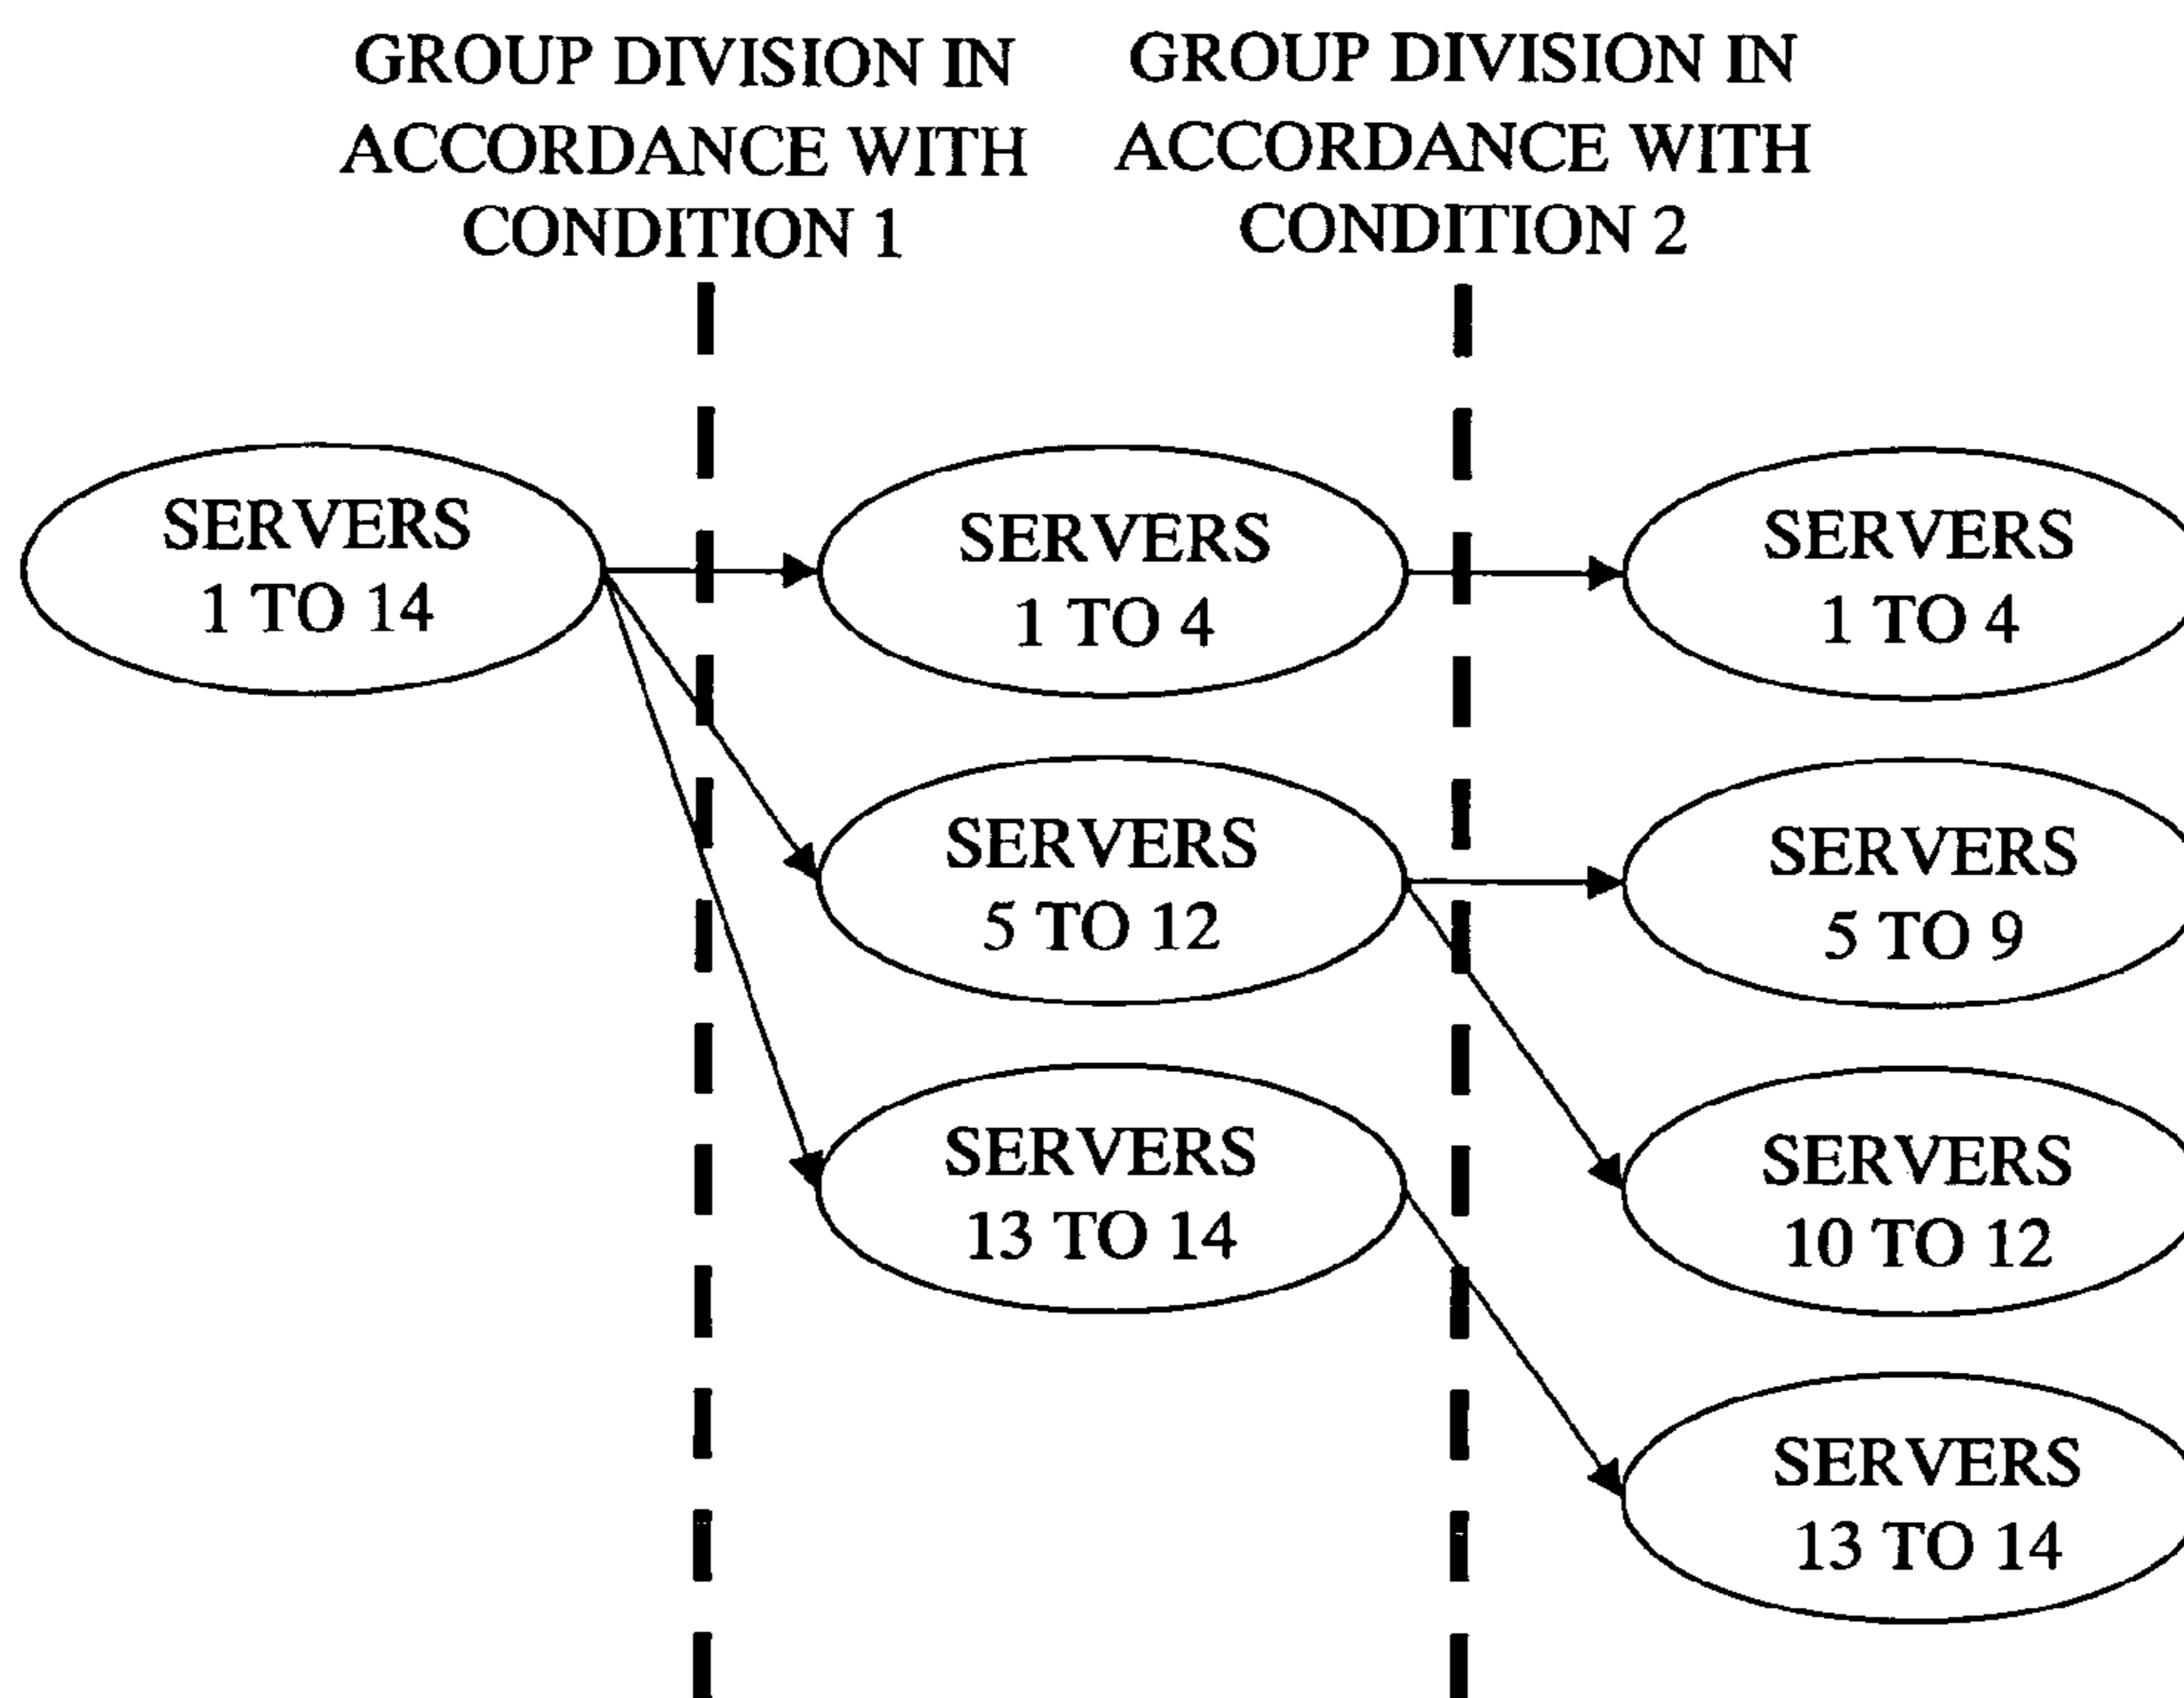 GROUP DIVISION IN
ACCORDANCE WITH
CONDITION 1
GROUP DIVISION IN
ACCORDANCE WITH
CONDITION 2
SERVERS
1 TO 14
SERVERS
1 TO 4
SERVERS
5 TO 12
SERVERS
13 TO 14
SERVERS
1 TO 4
SERVERS
5 TO 9
SERVERS
10 TO 12
SERVERS
13 TO 14